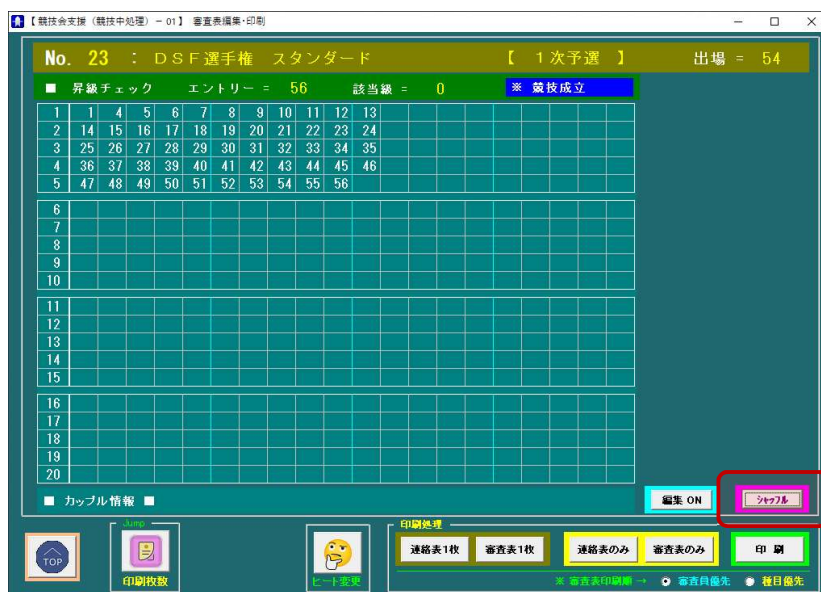 【 競技会支援（競技中処理）－ 01 】 審査表編集・印刷
No. 23 ： ＤＳＦ選手権 スタンダード 【 １次予選 】 出場 ＝ 54
■ 昇級チェック エントリー ＝ 56 該当級 ＝ 0 ※ 競技成立
1 1 4 5 6 7 8 9 10 11 12 13
2 14 15 16 17 18 19 20 21 22 23 24
3 25 26 27 28 29 30 31 32 33 34 35
4 36 37 38 39 40 41 42 43 44 45 46
5 47 48 49 50 51 52 53 54 55 56
6
7
8
9
10
11
12
13
14
15
16
17
18
19
20
■ カップル情報 ■ 編集 ON シャッフル
Jump 印刷処理
TOP 連絡表1枚 審査表1枚 連絡表のみ 審査表のみ 印 刷
印刷枚数 ヒート変更 ※ 審査表印刷順 → 審査員優先 種目優先